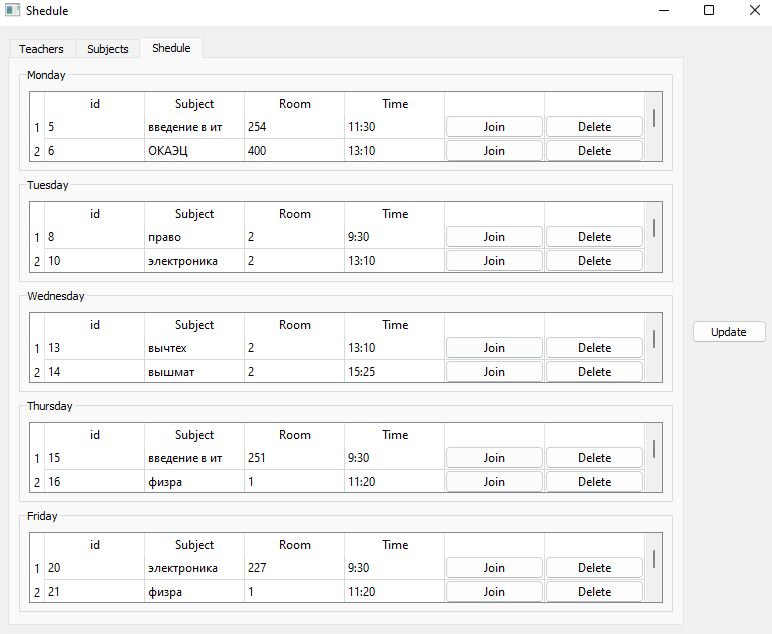 Shedule
Teachers Subjects Shedule
Monday
id Subject Room Time
1 5 введение в ит 254 11:30 Join Delete
2 6 ОКАЭЦ 400 13:10 Join Delete
Tuesday
id Subject Room Time
1 8 право 2 9:30 Join Delete
2 10 электроника 2 13:10 Join Delete
Wednesday
id Subject Room Time
1 13 вычтех 2 13:10 Join Delete
Update
2 14 вышмат 2 15:25 Join Delete
Thursday
id Subject Room Time
1 15 введение в ит 251 9:30 Join Delete
2 16 физра 1 11:20 Join Delete
Friday
id Subject Room Time
1 20 электроника 227 9:30 Join Delete
2 21 физра 1 11:20 Join Delete